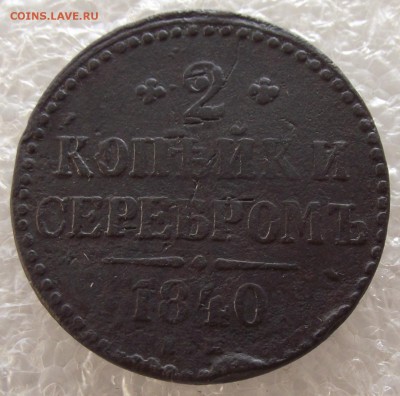 COINS.LAVE.RU
2
КОПѢЙКИ
СЕРЕБРОМЪ
1840